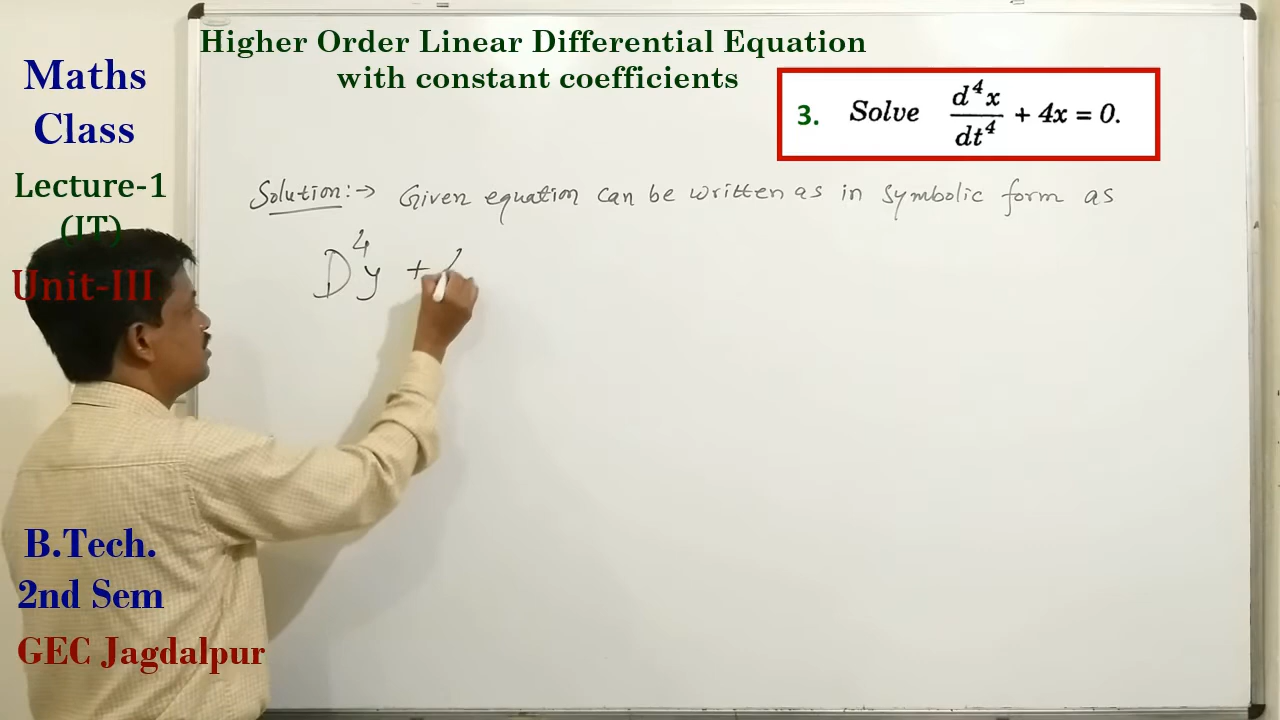 Higher Order Linear Differential Equation
with constant coefficients
Maths
Class
Lecture-1
(IT)
Unit-III
3. Solve d⁴x/dt⁴ + 4x = 0.
Solution:→ Given equation can be written as in symbolic form as
D⁴y +
B.Tech.
2nd Sem
GEC Jagdalpur